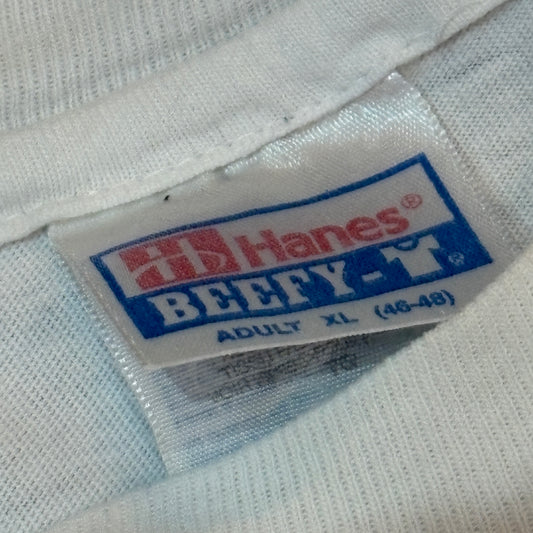 Hanes®
BEEFY-T®
ADULT XL (46-48)